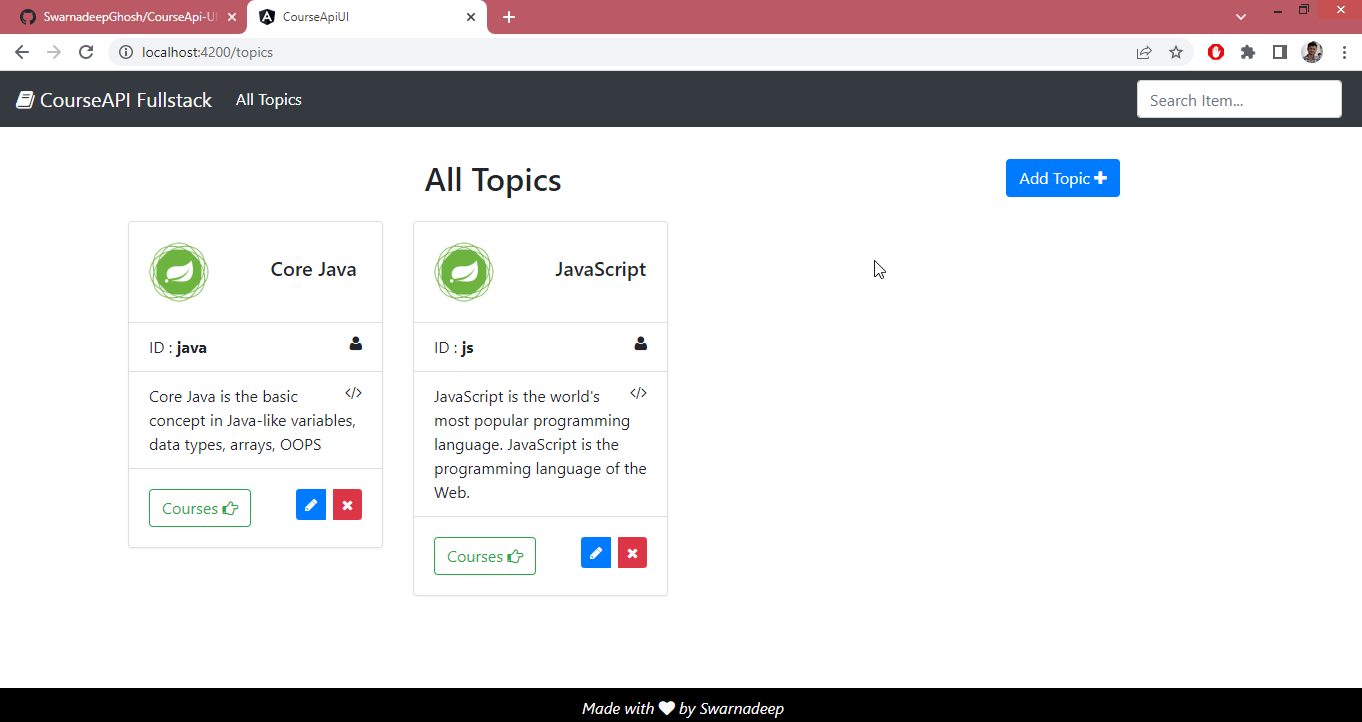 SwarnadeepGhosh/CourseApi-UI
CourseApiUI
localhost:4200/topics
CourseAPI Fullstack
All Topics
Search Item...
All Topics
Add Topic
Core Java
ID : java
Core Java is the basic
concept in Java-like variables,
data types, arrays, OOPS
Courses
JavaScript
ID : js
JavaScript is the world's
most popular programming
language. JavaScript is the
programming language of the
Web.
Courses
Made with ❤ by Swarnadeep